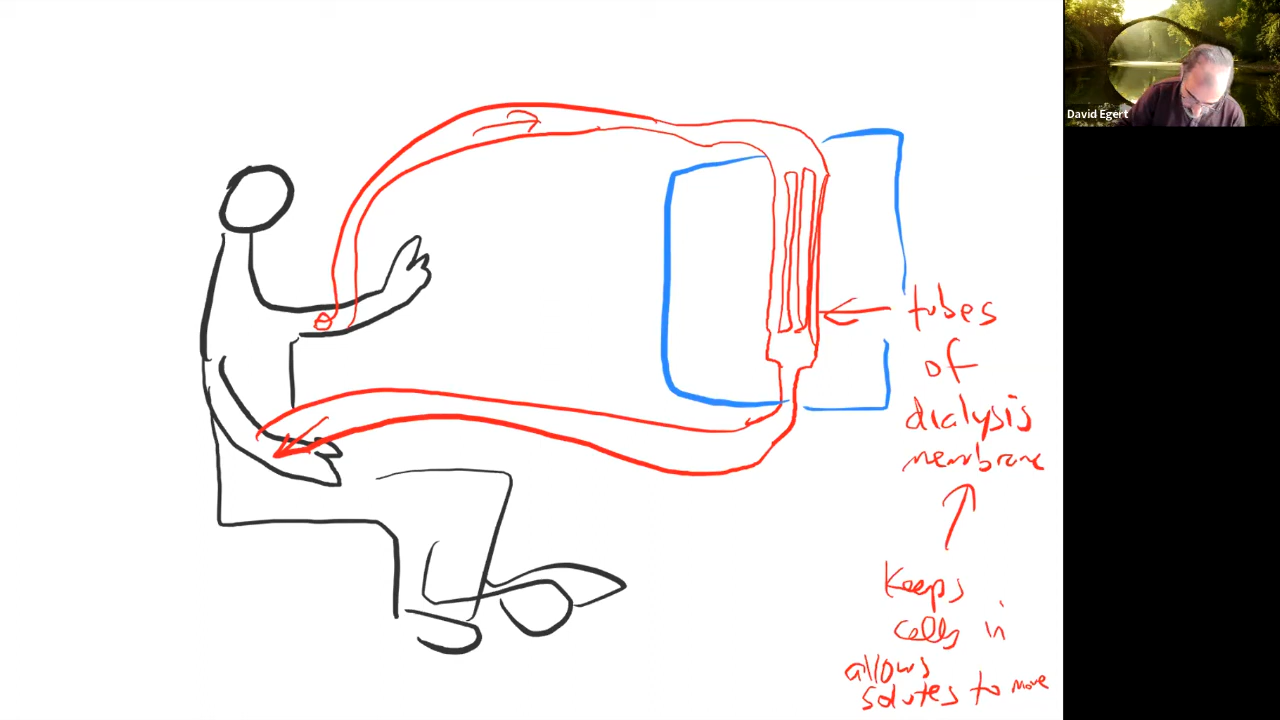 David Egert
tubes
of
dialysis
membrane
Keeps
cells in
allows
solutes to move